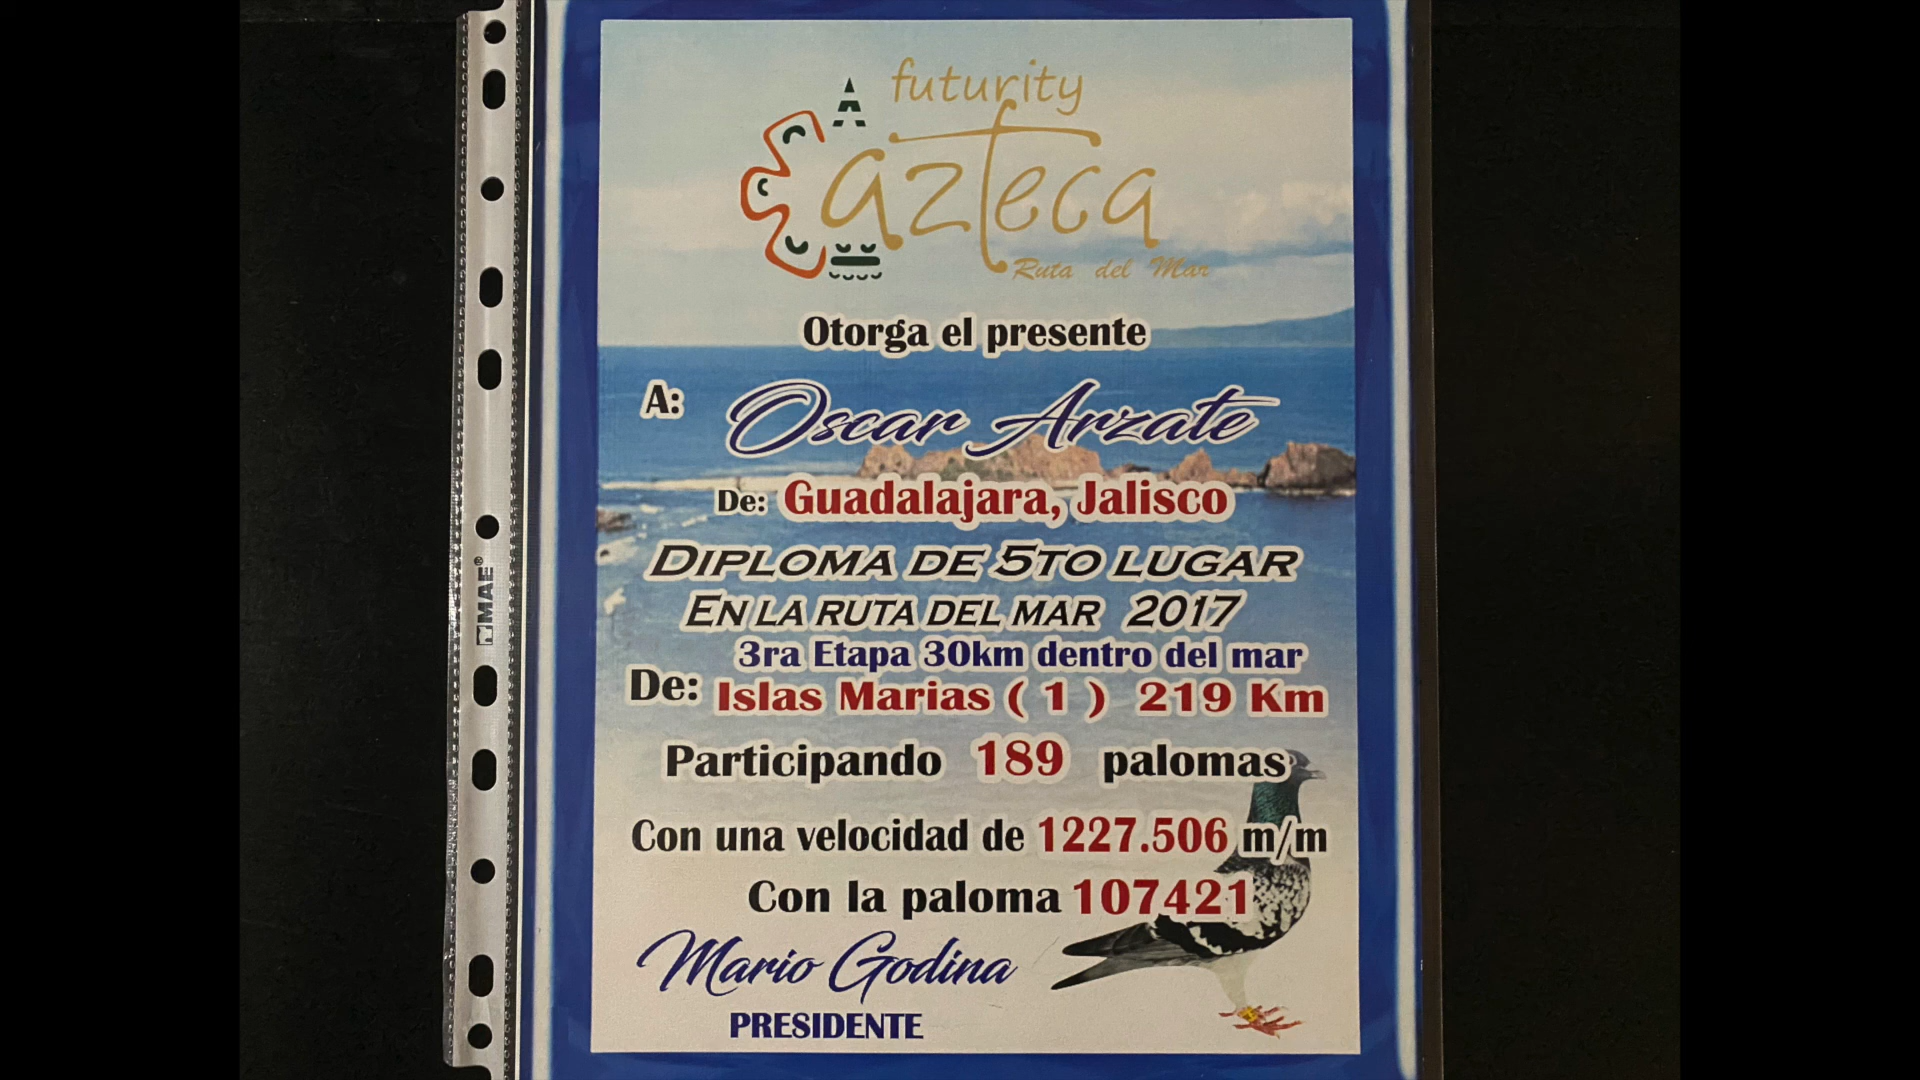 futurity
azteca
Ruta del Mar
Otorga el presente
A: Oscar Arzate
De: Guadalajara, Jalisco
DIPLOMA DE 5TO LUGAR
EN LA RUTA DEL MAR 2017
3ra Etapa 30km dentro del mar
De: Islas Marias ( 1 ) 219 Km
Participando 189 palomas
Con una velocidad de 1227.506 m/m
Con la paloma 107421
Mario Godina
PRESIDENTE
MAE®